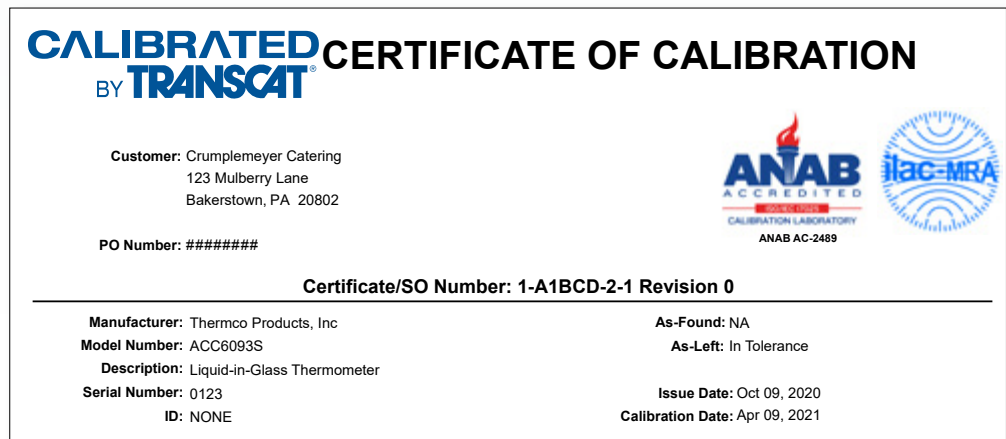 CALIBRATED
BY TRANSCAT®
CERTIFICATE OF CALIBRATION
Customer: Crumplemeyer Catering
123 Mulberry Lane
Bakerstown, PA 20802
PO Number: ########
ANAB
ACCREDITED
ISO/IEC 17025
CALIBRATION LABORATORY
ANAB AC-2489
ilac-MRA
Certificate/SO Number: 1-A1BCD-2-1 Revision 0
Manufacturer: Thermco Products, Inc
Model Number: ACC6093S
Description: Liquid-in-Glass Thermometer
Serial Number: 0123
ID: NONE
As-Found: NA
As-Left: In Tolerance
Issue Date: Oct 09, 2020
Calibration Date: Apr 09, 2021